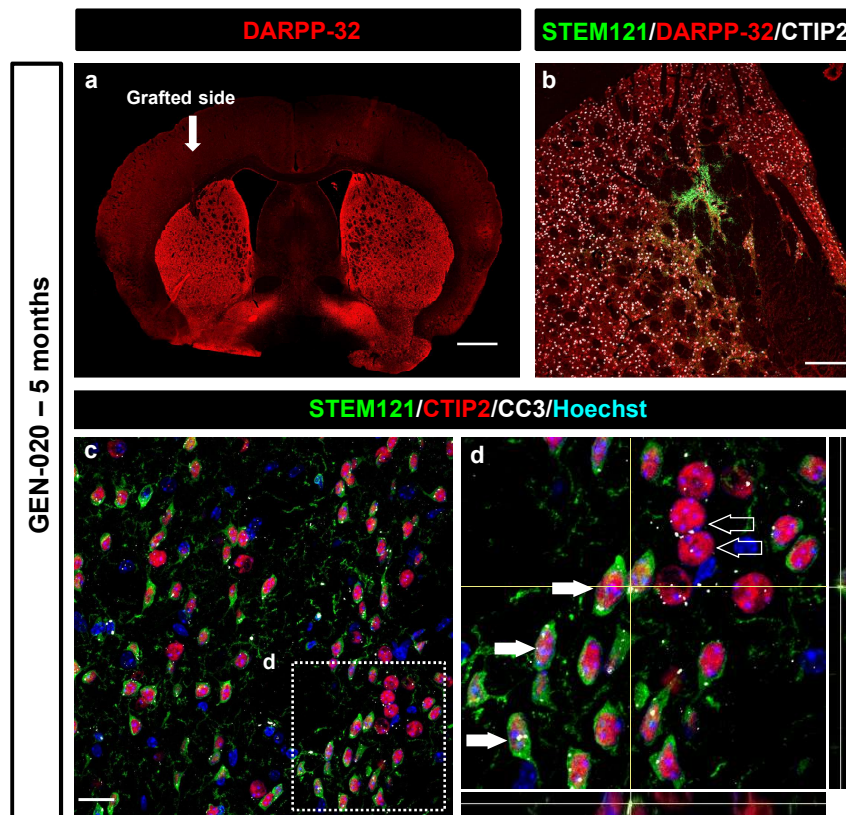 DARPP-32
STEM121/DARPP-32/CTIP2
GEN-020 – 5 months
a
Grafted side
b
STEM121/CTIP2/CC3/Hoechst
c
d
d